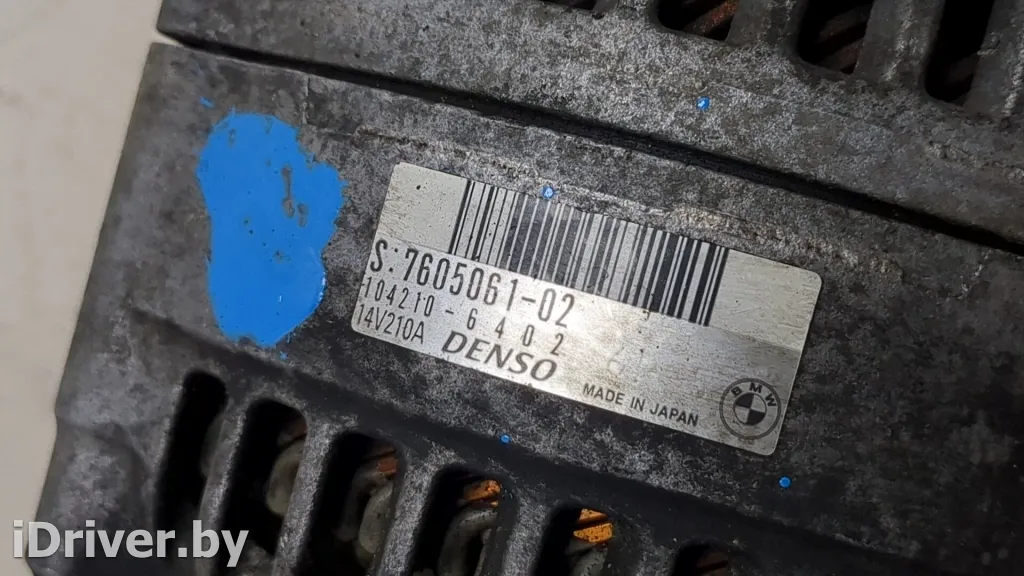 S:7605061-02
104210-6402
14V210A DENSO MADE IN JAPAN
BMW
iDriver.by